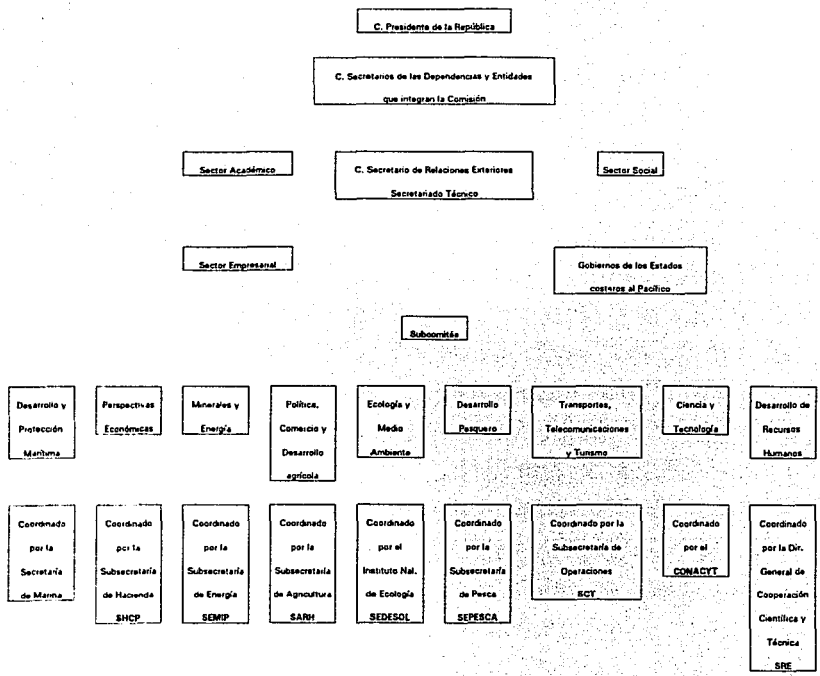 C. Presidente de la República
C. Secretarios de las Dependencias y Entidades
que integran la Comisión
Sector Académico
C. Secretario de Relaciones Exteriores
Secretariado Técnico
Sector Social
Sector Empresarial
Gobiernos de los Estados
costeros al Pacífico
Subcomités
Desarrollo y
Protección
Marítima
Perspectivas
Económicas
Minerales y
Energía
Política,
Comercio y
Desarrollo
agrícola
Ecología y
Medio
Ambiente
Desarrollo
Pesquero
Transportes,
Telecomunicaciones
y Turismo
Ciencia y
Tecnología
Desarrollo de
Recursos
Humanos
Coordinado
por la
Secretaría
de Marina
Coordinado
por la
Subsecretaría
de Hacienda
SHCP
Coordinado
por la
Subsecretaría
de Energía
SEMIP
Coordinado
por la
Subsecretaría
de Agricultura
SARH
Coordinado
por el
Instituto Nal.
de Ecología
SEDESOL
Coordinado
por la
Subsecretaría
de Pesca
SEPESCA
Coordinado por la
Subsecretaría de
Operaciones
SCT
Coordinado
por el
CONACYT
Coordinado
por la Dir.
General de
Cooperación
Científica y
Técnica
SRE